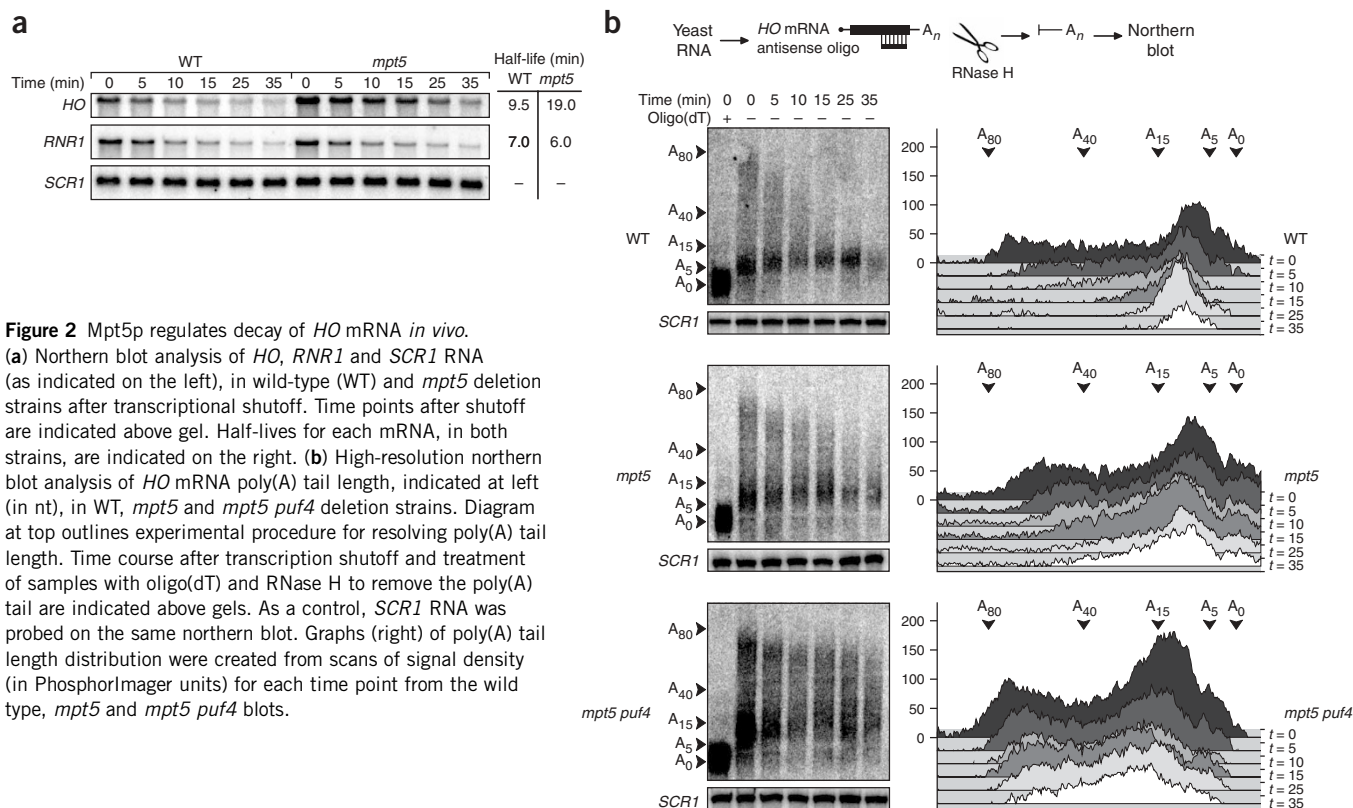 a
WT mpt5 Half-life (min)
Time (min) 0 5 10 15 25 35 0 5 10 15 25 35 WT mpt5
HO 9.5 19.0
RNR1 7.0 6.0
SCR1 – –
Figure 2 Mpt5p regulates decay of HO mRNA in vivo.
(a) Northern blot analysis of HO, RNR1 and SCR1 RNA
(as indicated on the left), in wild-type (WT) and mpt5 deletion
strains after transcriptional shutoff. Time points after shutoff
are indicated above gel. Half-lives for each mRNA, in both
strains, are indicated on the right. (b) High-resolution northern
blot analysis of HO mRNA poly(A) tail length, indicated at left
(in nt), in WT, mpt5 and mpt5 puf4 deletion strains. Diagram
at top outlines experimental procedure for resolving poly(A) tail
length. Time course after transcription shutoff and treatment
of samples with oligo(dT) and RNase H to remove the poly(A)
tail are indicated above gels. As a control, SCR1 RNA was
probed on the same northern blot. Graphs (right) of poly(A) tail
length distribution were created from scans of signal density
(in PhosphorImager units) for each time point from the wild
type, mpt5 and mpt5 puf4 blots.
b
Yeast RNA
HO mRNA
antisense oligo
An
RNase H
An
Northern blot
Time (min) 0 0 5 10 15 25 35
Oligo(dT) + – – – – – –
WT
A80
A40
A15
A5
A0
SCR1
A80 A40 A15 A5 A0
200
150
100
50
0
WT
t = 0
t = 5
t = 10
t = 15
t = 25
t = 35
mpt5
A80
A40
A15
A5
A0
SCR1
A80 A40 A15 A5 A0
200
150
100
50
0
mpt5
t = 0
t = 5
t = 10
t = 15
t = 25
t = 35
mpt5 puf4
A80
A40
A15
A5
A0
SCR1
A80 A40 A15 A5 A0
200
150
100
50
0
mpt5 puf4
t = 0
t = 5
t = 10
t = 15
t = 25
t = 35